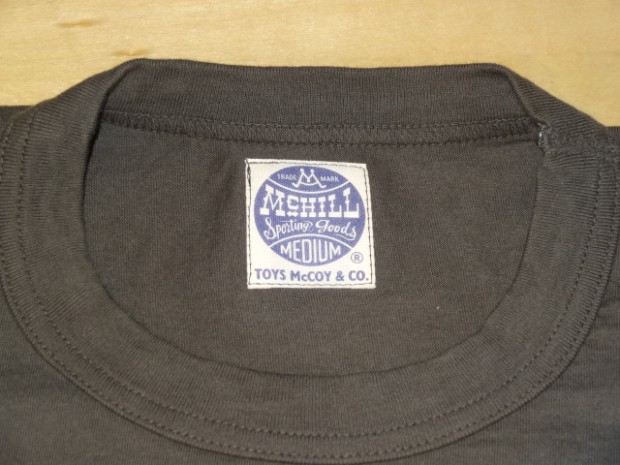 TRADE M MARK
McHILL
Sporting Goods
MEDIUM
®
TOYS McCOY & CO.